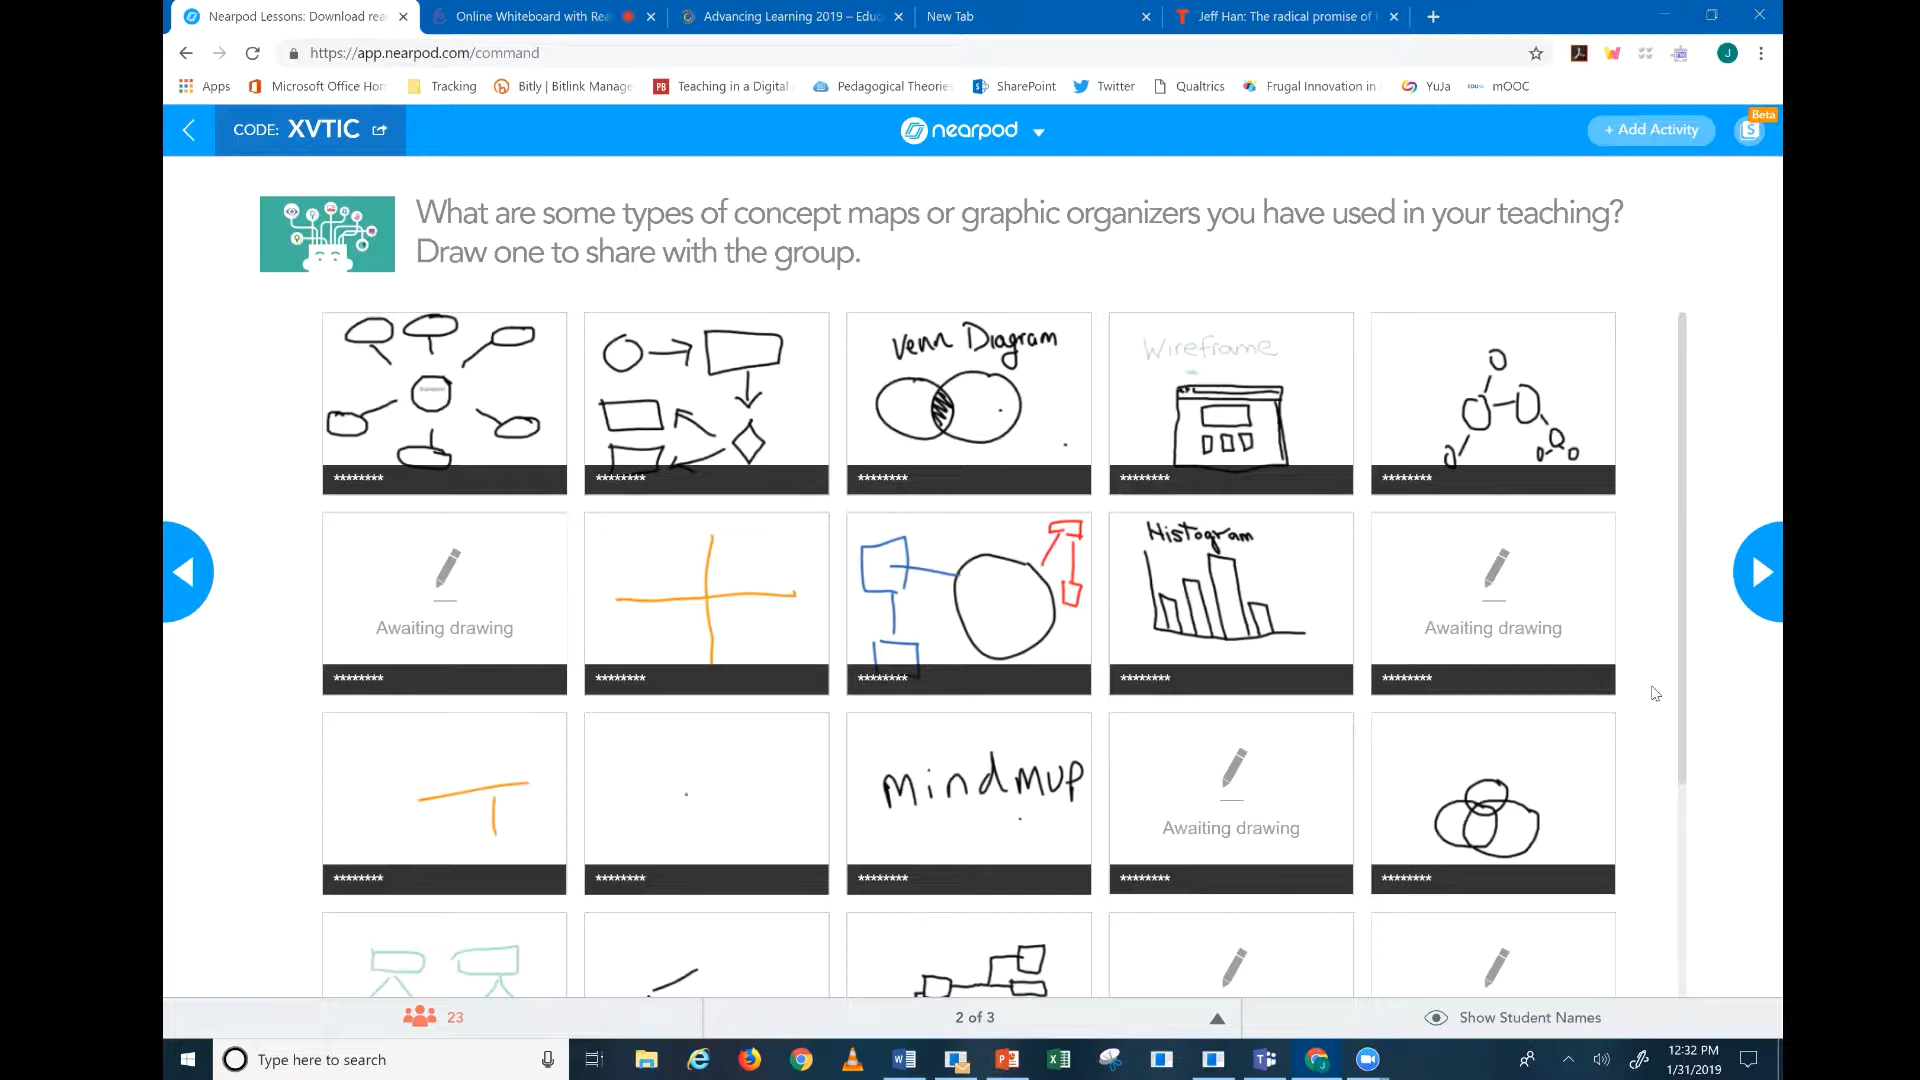 Nearpod Lessons: Download rea
Online Whiteboard with Rea
Advancing Learning 2019 – Educ
New Tab
Jeff Han: The radical promise of t
https://app.nearpod.com/command
J
Apps
Microsoft Office Hom
Tracking
Bitly | Bitlink Manage
PB
Teaching in a Digital
Pedagogical Theories
SharePoint
Twitter
Qualtrics
Frugal Innovation in
YuJa
mOOC
CODE: XVTIC
nearpod
+ Add Activity
Beta
S
What are some types of concept maps or graphic organizers you have used in your teaching?
Draw one to share with the group.
Venn Diagram
Wireframe
********
********
********
********
********
Awaiting drawing
Histogram
Awaiting drawing
********
********
********
********
********
mindmup
Awaiting drawing
********
********
********
********
********
23
2 of 3
Show Student Names
Type here to search
12:32 PM
1/31/2019